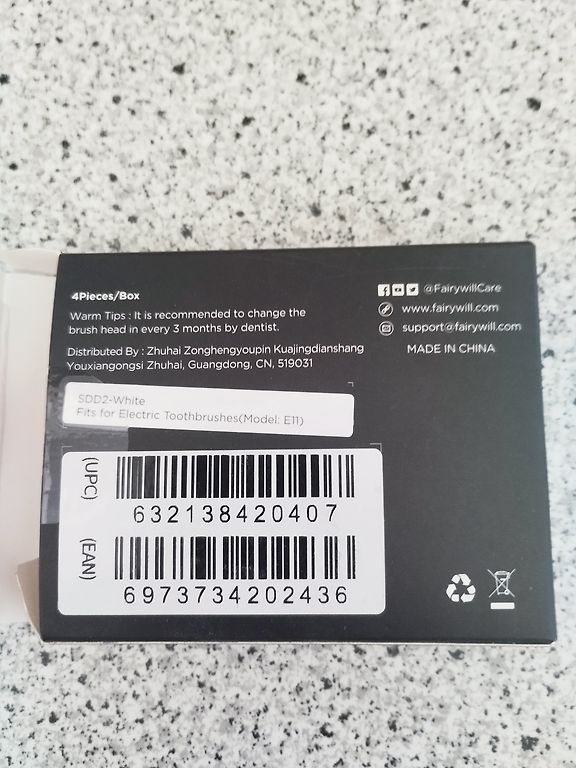 4Pieces/Box
Warm Tips : It is recommended to change the
brush head in every 3 months by dentist.
Distributed By : Zhuhai Zonghengyoupin Kuajingdianshang
Youxiangongsi Zhuhai, Guangdong, CN, 519031
@FairywillCare
www.fairywill.com
support@fairywill.com
MADE IN CHINA
SDD2-White
Fits for Electric Toothbrushes(Model: E11)
(UPC)
632138420407
(EAN)
6973734202436